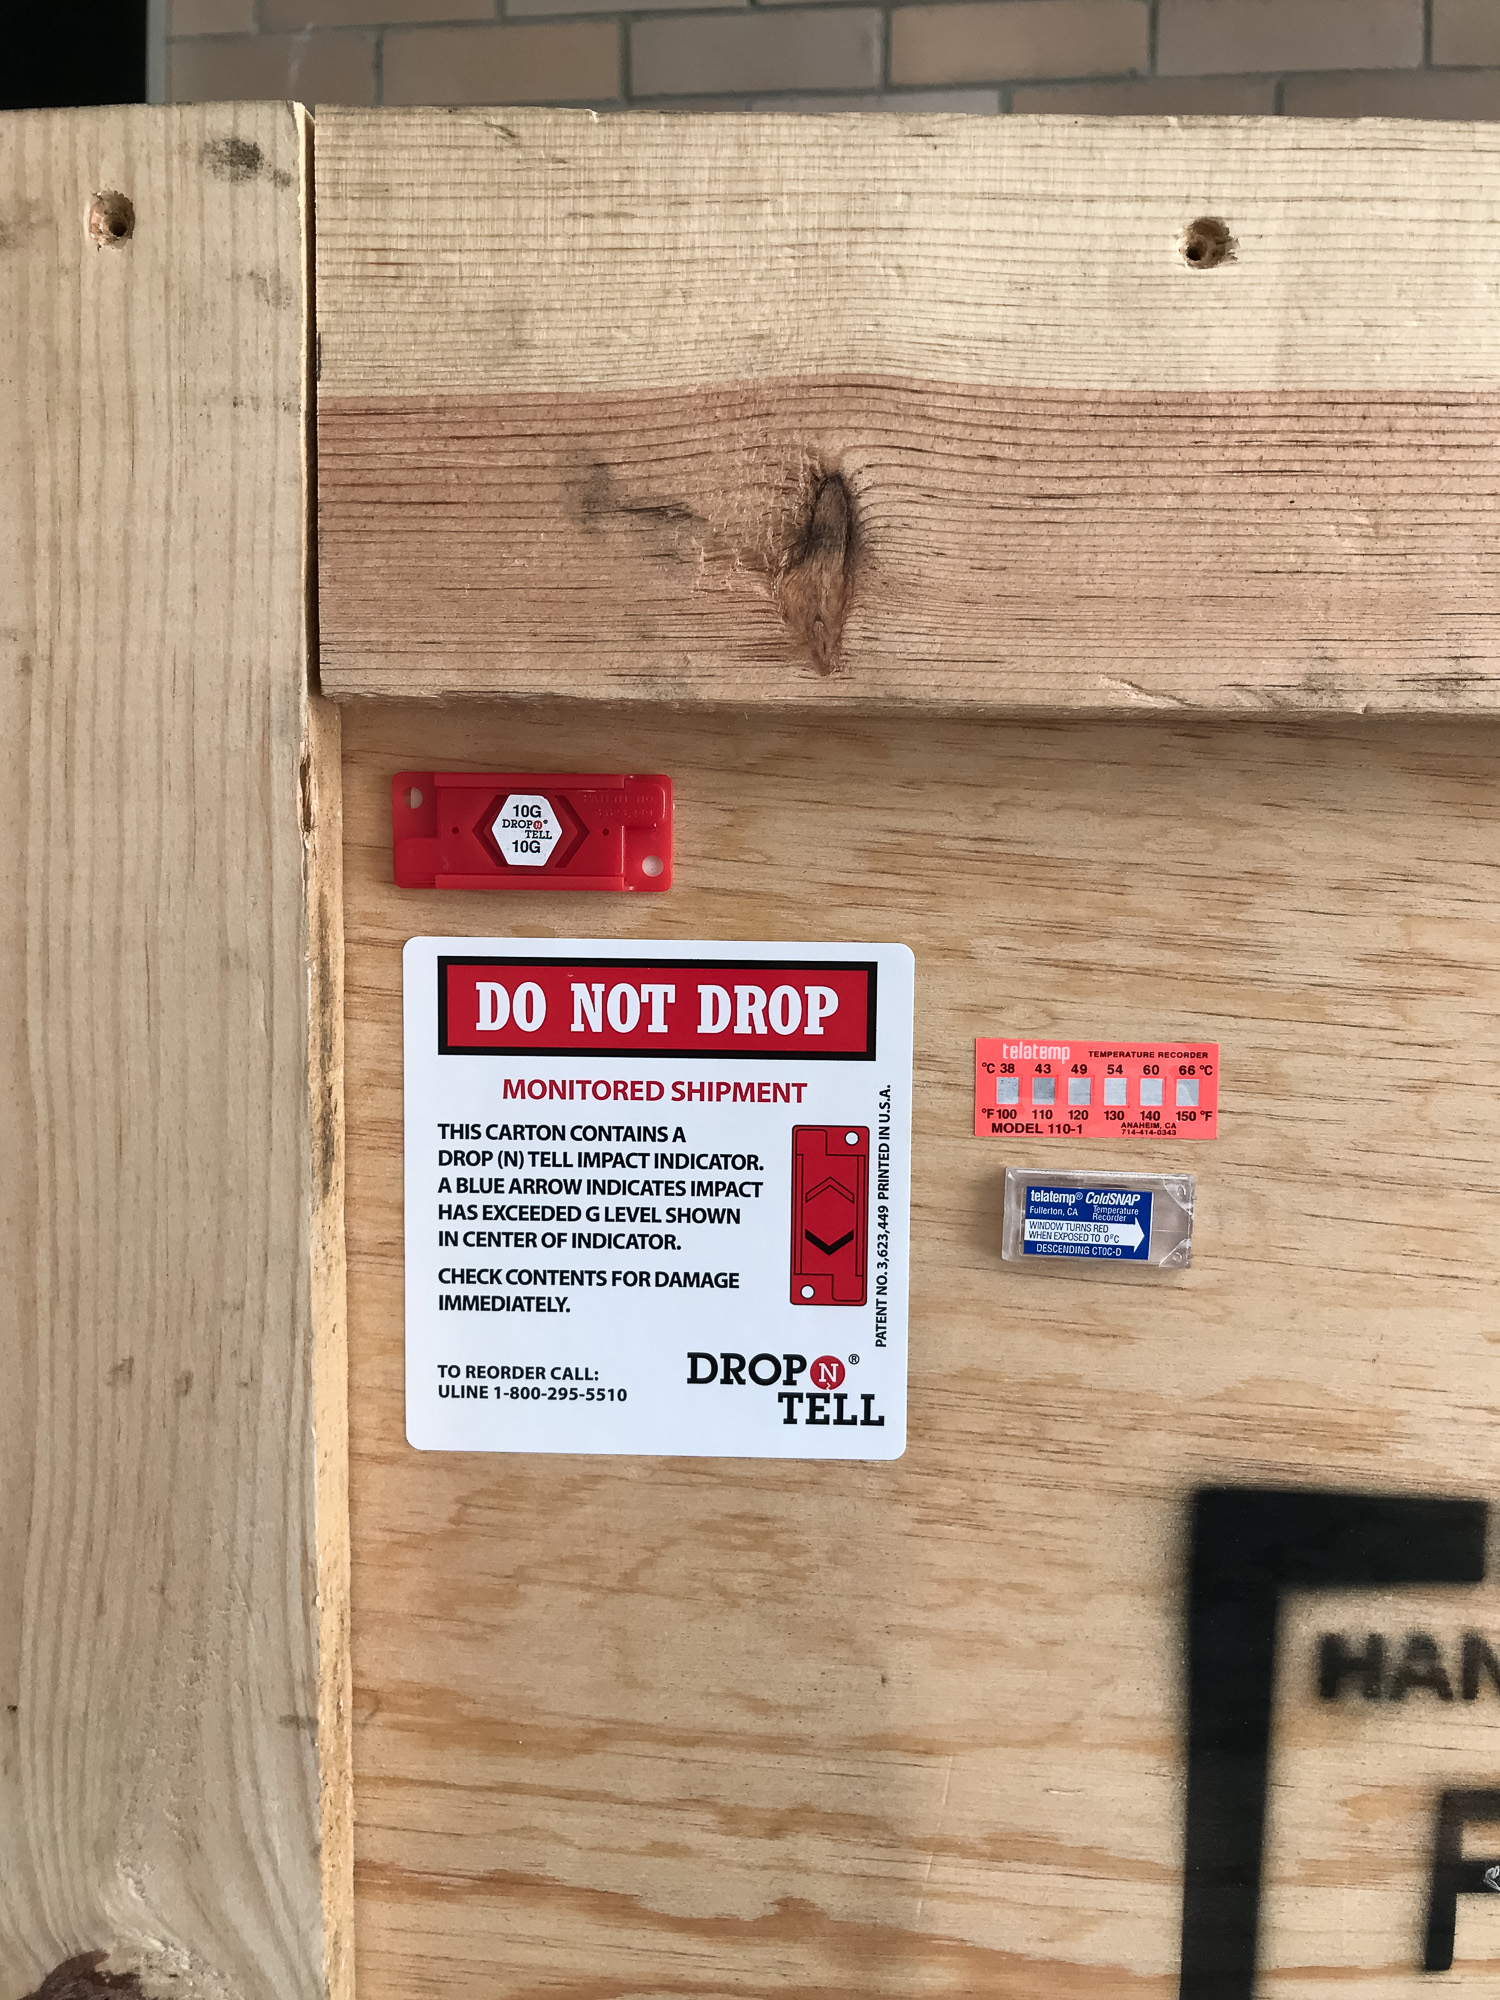 10G
DROP N® TELL
10G
DO NOT DROP
MONITORED SHIPMENT
THIS CARTON CONTAINS A
DROP (N) TELL IMPACT INDICATOR.
A BLUE ARROW INDICATES IMPACT
HAS EXCEEDED G LEVEL SHOWN
IN CENTER OF INDICATOR.
CHECK CONTENTS FOR DAMAGE
IMMEDIATELY.
TO REORDER CALL:
ULINE 1-800-295-5510
DROP N®
TELL
PATENT NO. 3,623,449 PRINTED IN U.S.A.
telatemp TEMPERATURE RECORDER
°C 38 43 49 54 60 66 °C
°F 100 110 120 130 140 150 °F
MODEL 110-1
ANAHEIM, CA
714-414-0343
telatemp® ColdSNAP
Fullerton, CA Temperature Recorder
WINDOW TURNS RED
WHEN EXPOSED TO 0°C
DESCENDING CT0C-D
HAN
F